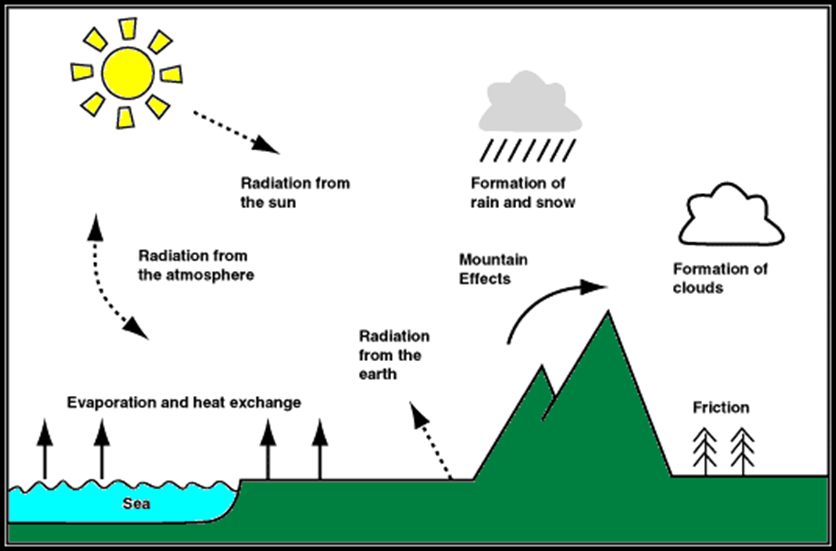 Radiation from
the sun
Formation of
rain and snow
Radiation from
the atmosphere
Mountain
Effects
Formation of
clouds
Radiation
from the
earth
Evaporation and heat exchange
Friction
Sea